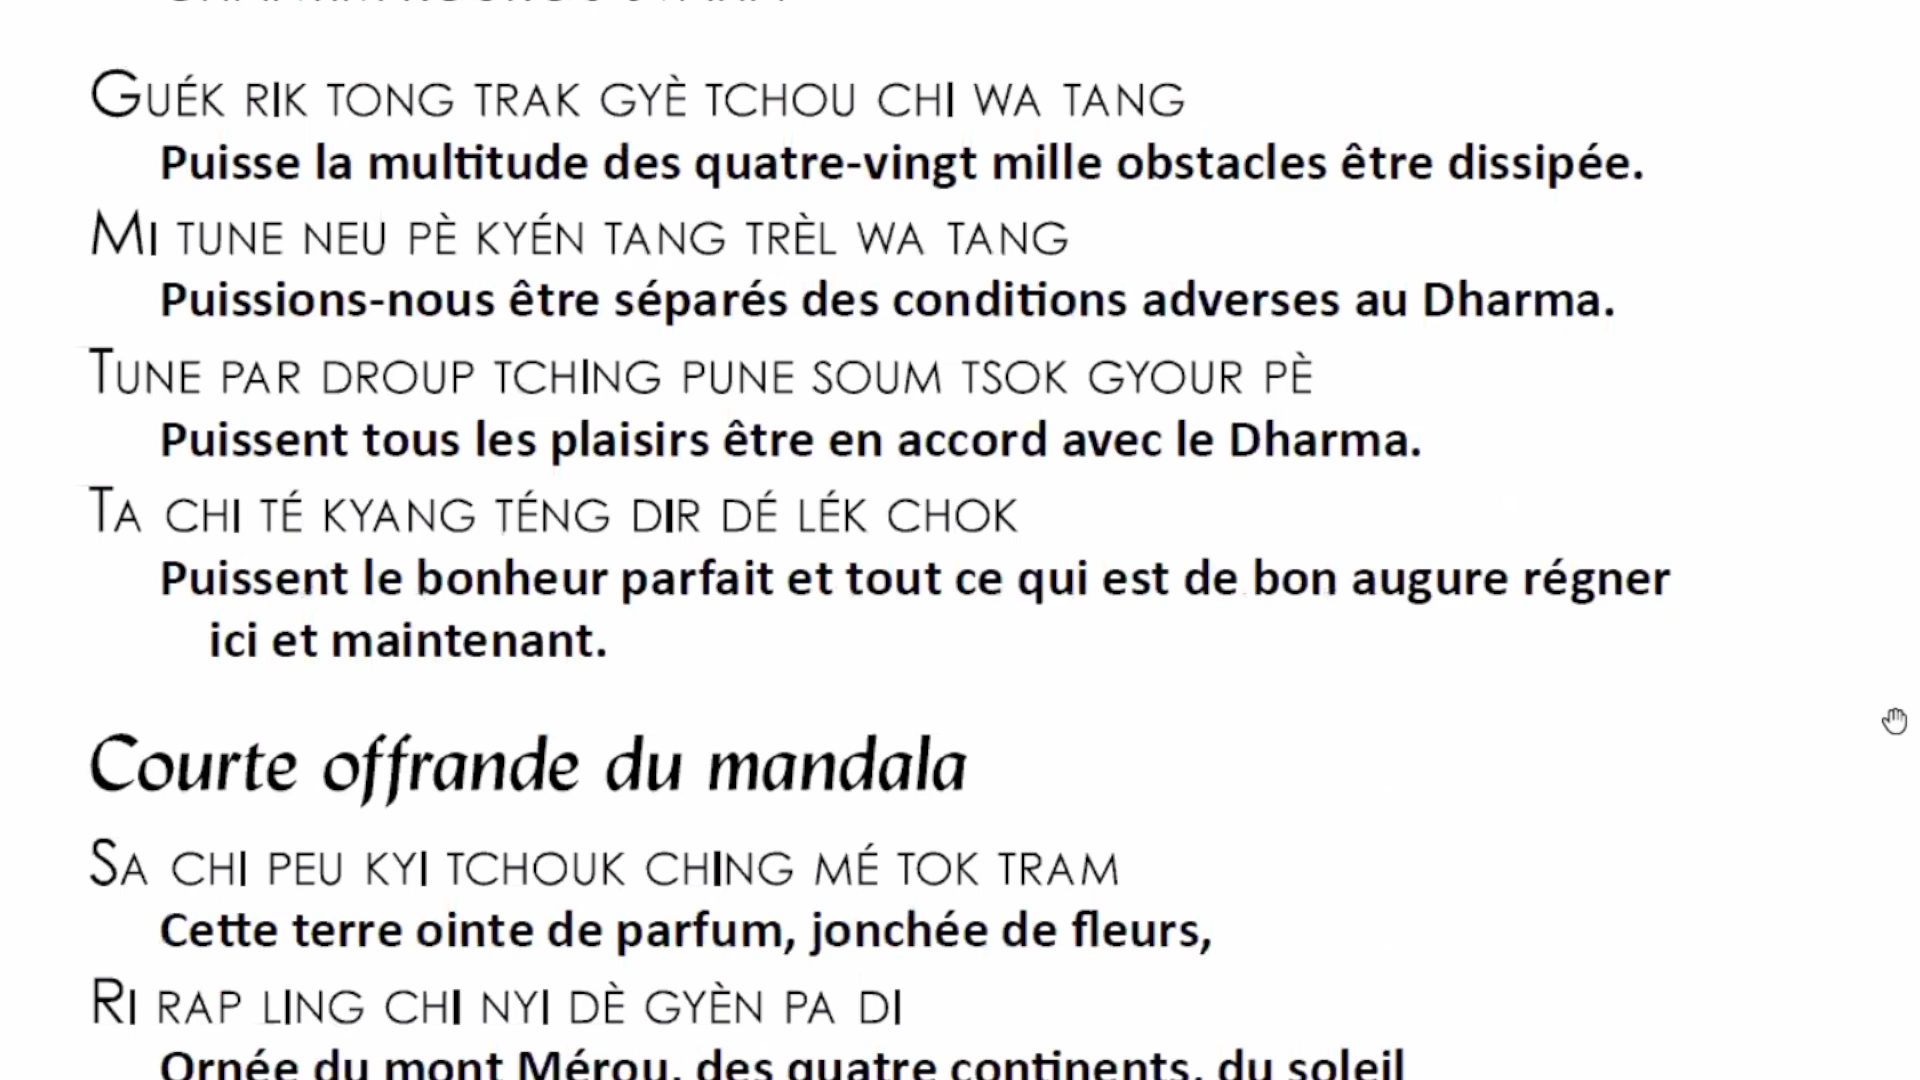 GUÉK RIK TONG TRAK GYÈ TCHOU CHI WA TANG
Puisse la multitude des quatre-vingt mille obstacles être dissipée.
MI TUNE NEU PÈ KYÉN TANG TRÈL WA TANG
Puissions-nous être séparés des conditions adverses au Dharma.
TUNE PAR DROUP TCHING PUNE SOUM TSOK GYOUR PÈ
Puissent tous les plaisirs être en accord avec le Dharma.
TA CHI TÉ KYANG TÉNG DIR DÉ LÉK CHOK
Puissent le bonheur parfait et tout ce qui est de bon augure régner
ici et maintenant.
Courte offrande du mandala
SA CHI PEU KYI TCHOUK CHING MÉ TOK TRAM
Cette terre ointe de parfum, jonchée de fleurs,
RI RAP LING CHI NYI DÈ GYÈN PA DI
Ornée du mont Mérou, des quatre continents, du soleil